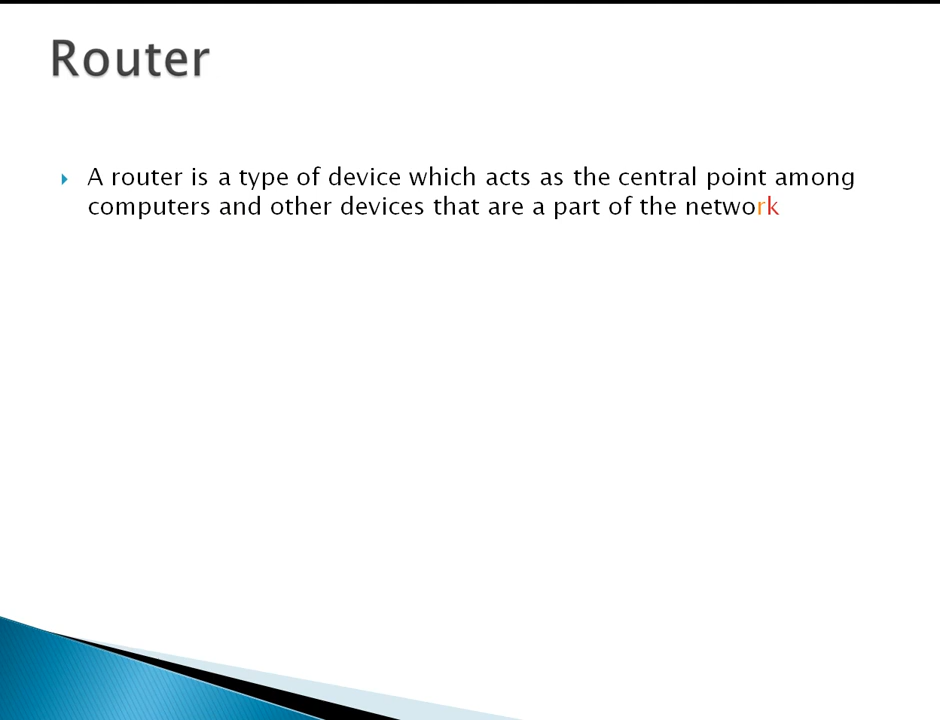 Router
A router is a type of device which acts as the central point among
computers and other devices that are a part of the network